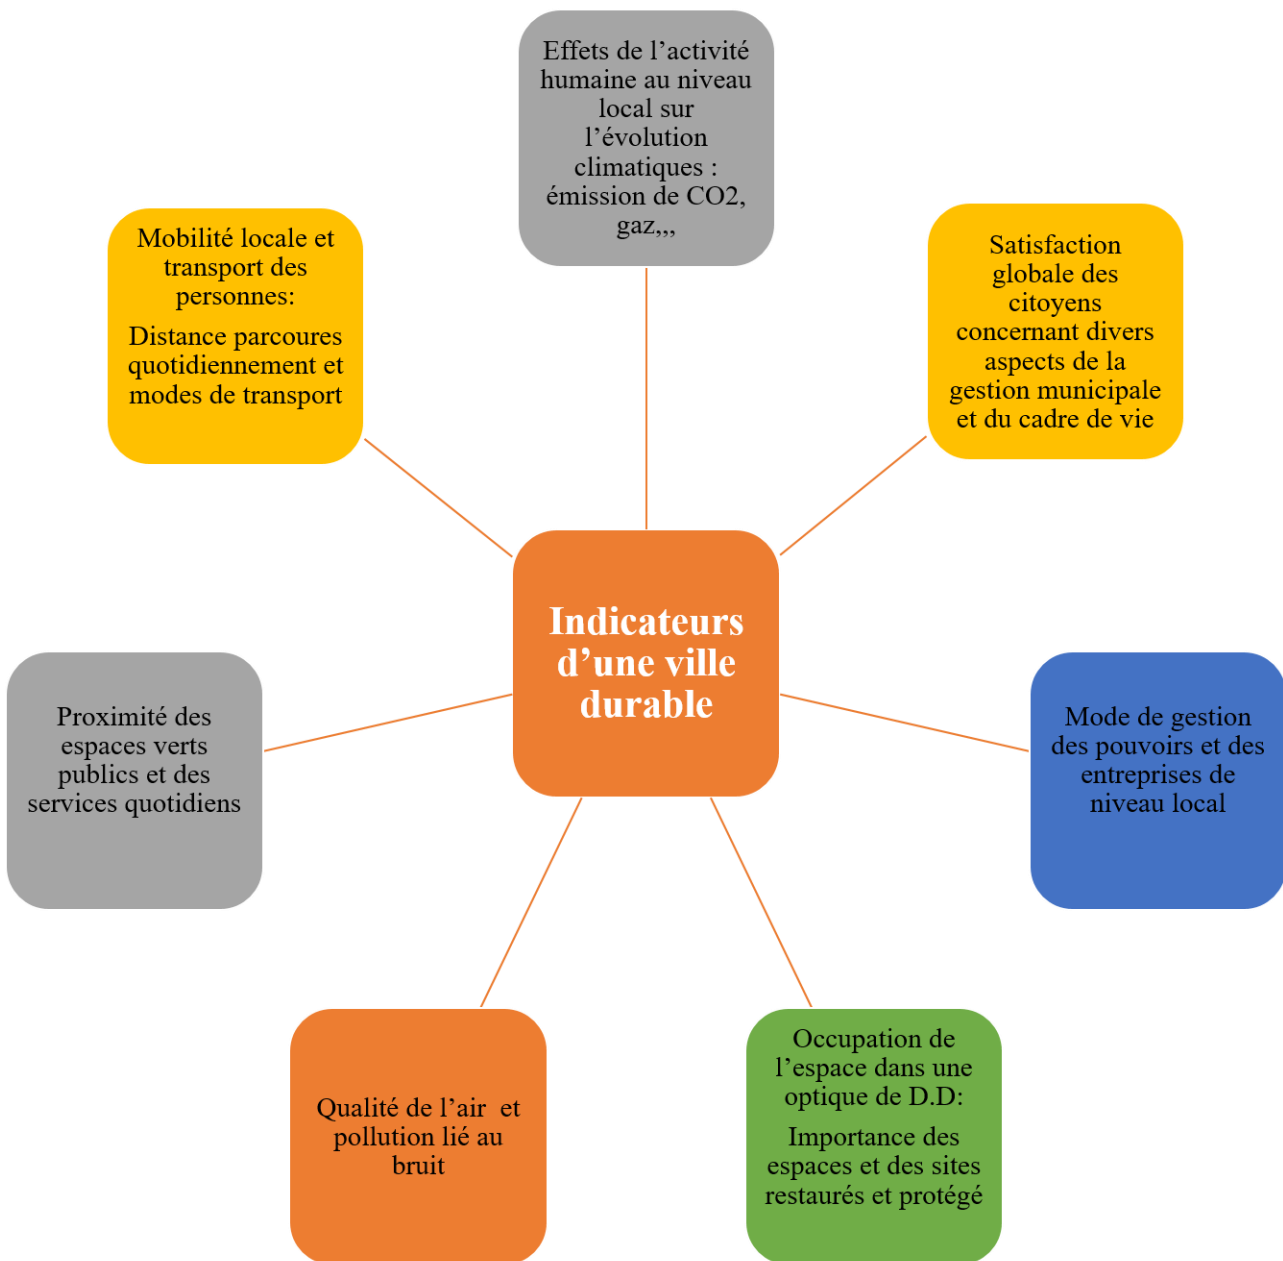 Effets de l’activité
humaine au niveau
local sur
l’évolution
climatiques :
émission de CO2,
gaz,,,
Satisfaction
globale des
citoyens
concernant divers
aspects de la
gestion municipale
et du cadre de vie
Mode de gestion
des pouvoirs et des
entreprises de
niveau local
Occupation de
l’espace dans une
optique de D.D:
Importance des
espaces et des sites
restaurés et protégé
Qualité de l’air  et
pollution lié au
bruit
Proximité des
espaces verts
publics et des
services quotidiens
Mobilité locale et
transport des
personnes:
Distance parcoures
quotidiennement et
modes de transport
Indicateurs
d’une ville
durable